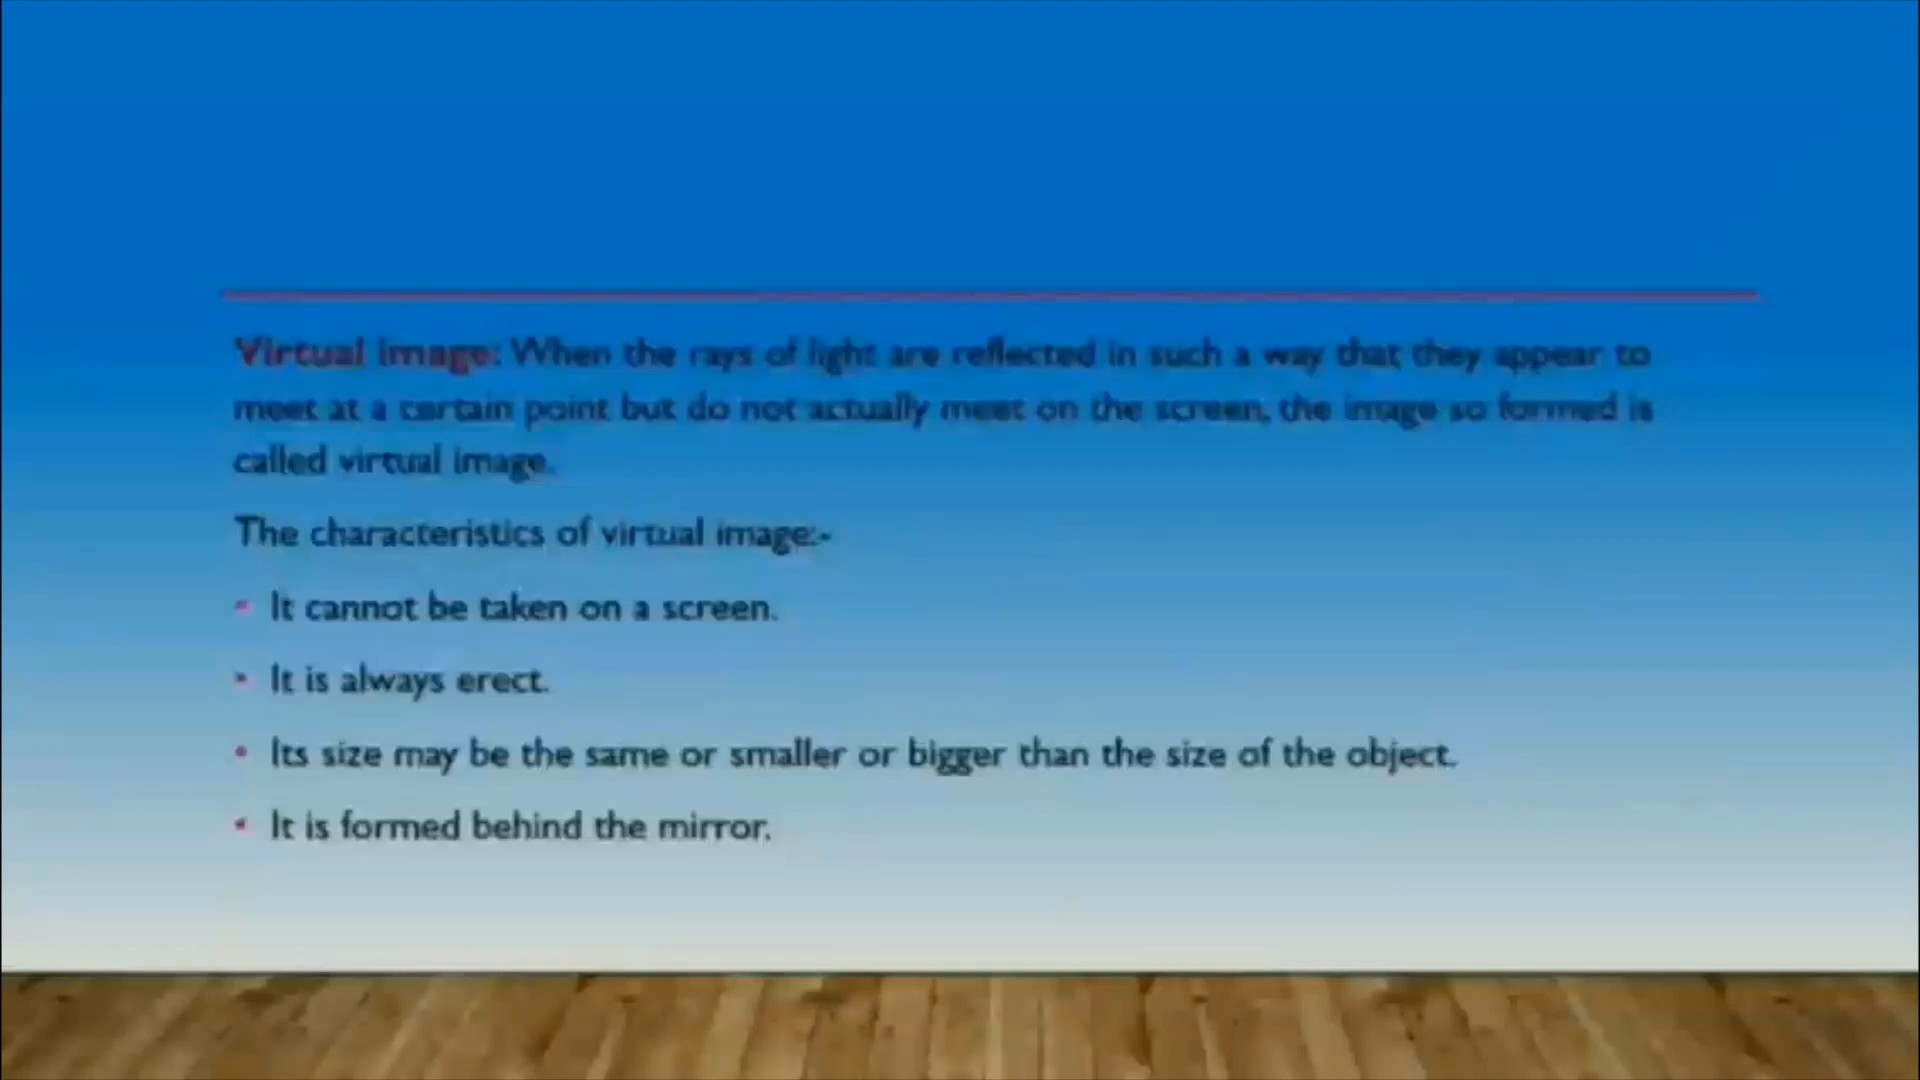 Virtual Image: When the rays of light are reflected in such a way that they appear to
meet at a certain point but do not actually meet on the screen, the image so formed is
called virtual image.
The characteristics of virtual image:-
• It cannot be taken on a screen.
• It is always erect.
• Its size may be the same or smaller or bigger than the size of the object.
• It is formed behind the mirror.